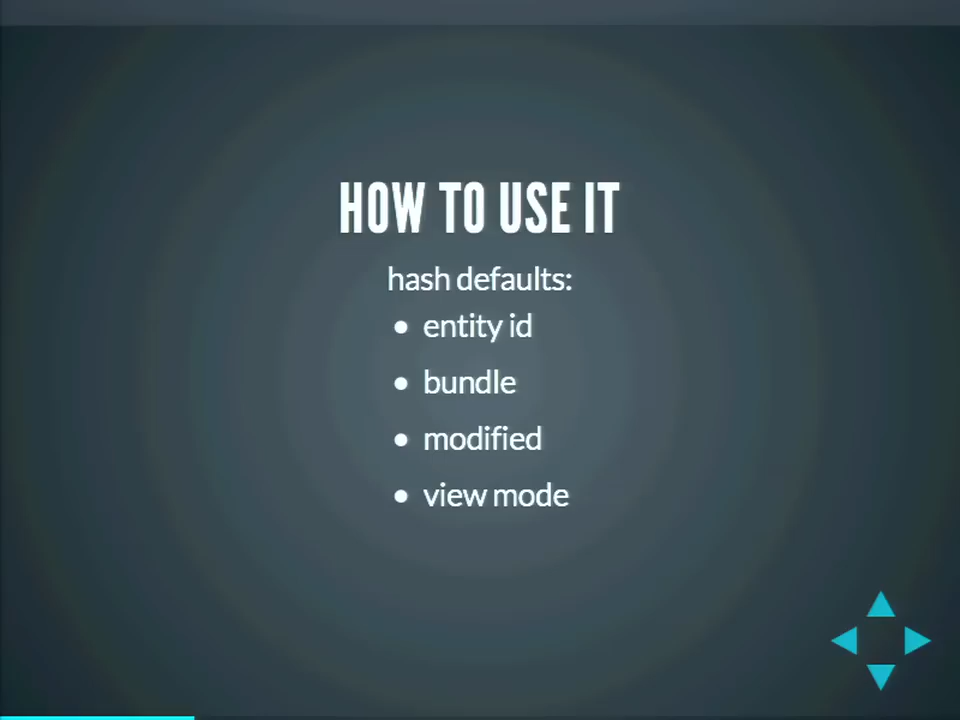 HOW TO USE IT
hash defaults:
• entity id
• bundle
• modified
• view mode